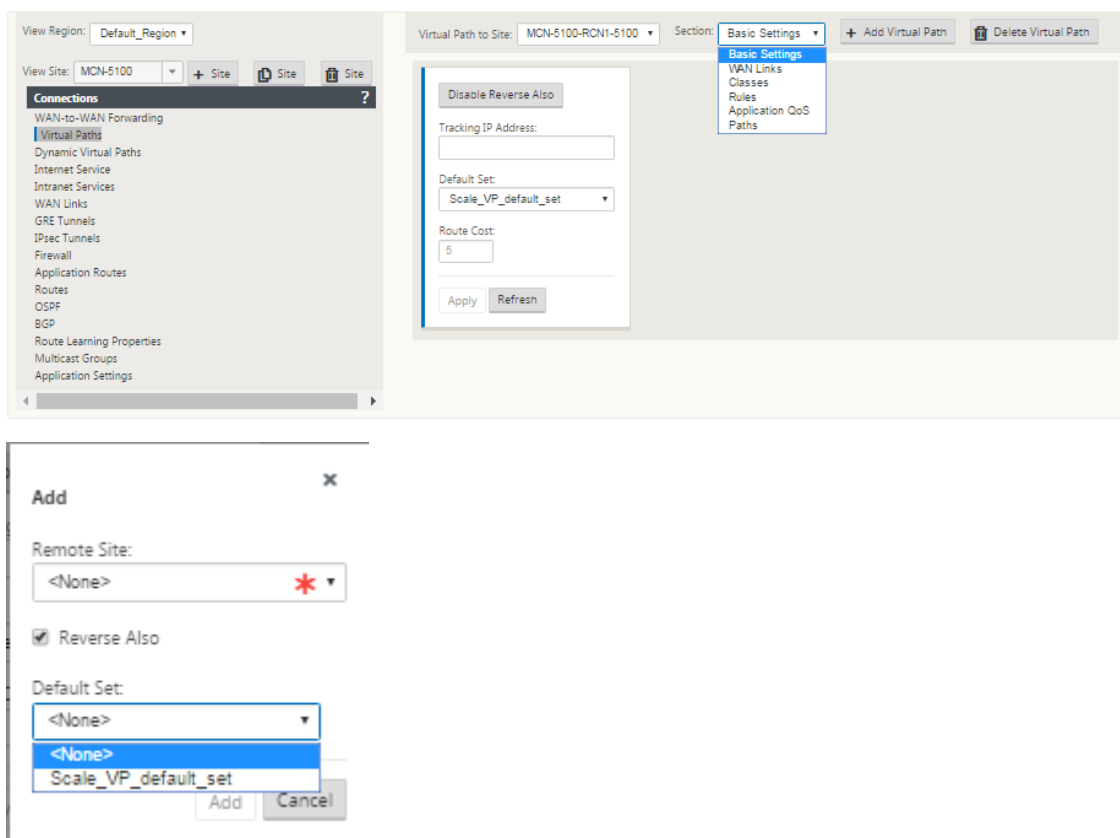 View Region: Default_Region
Virtual Path to Site: MCN-5100-RCN1-5100 Section: Basic Settings + Add Virtual Path Delete Virtual Path
Basic Settings
WAN Links
Classes
Rules
Application QoS
Paths
View Site: MCN-5100 + Site Site Site
Connections ?
WAN-to-WAN Forwarding
Virtual Paths
Dynamic Virtual Paths
Internet Service
Intranet Services
WAN Links
GRE Tunnels
IPsec Tunnels
Firewall
Application Routes
Routes
OSPF
BGP
Route Learning Properties
Multicast Groups
Application Settings
Disable Reverse Also
Tracking IP Address:
Default Set:
Scale_VP_default_set
Route Cost:
5
Apply Refresh
Add
Remote Site:
<None>
Reverse Also
Default Set:
<None>
<None>
Scale_VP_default_set
Add Cancel